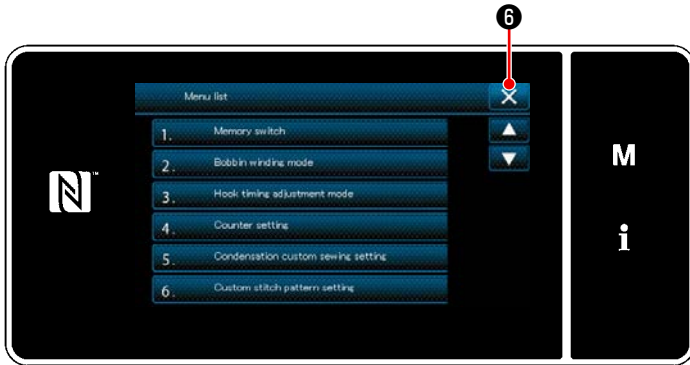 ❻
Menu list
1. Memory switch
2. Bobbin winding mode
3. Hook timing adjustment mode
4. Counter setting
5. Condensation custom sewing setting
6. Custom stitch pattern setting
N™
M
i